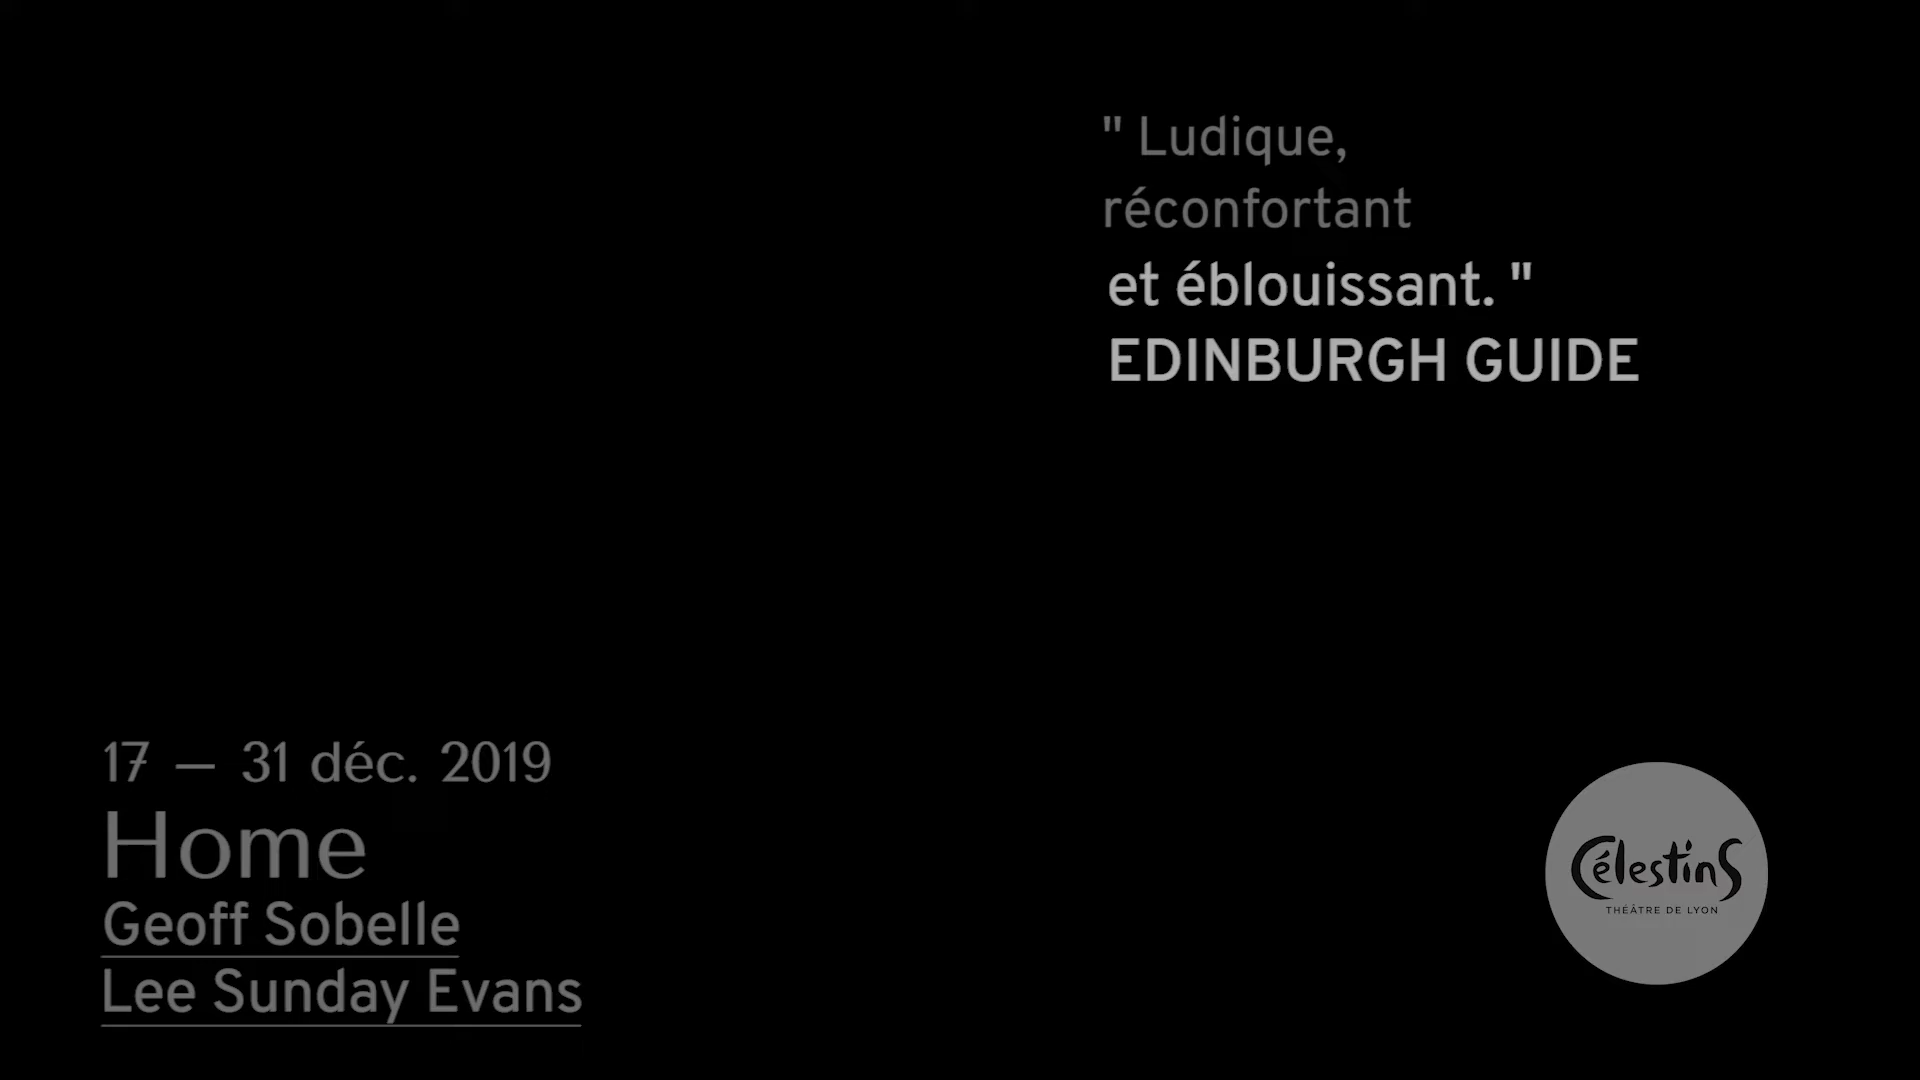 " Ludique,
réconfortant
et éblouissant. "
EDINBURGH GUIDE
17 — 31 déc. 2019
Home
Geoff Sobelle
Lee Sunday Evans
Célestins
THÉÂTRE DE LYON